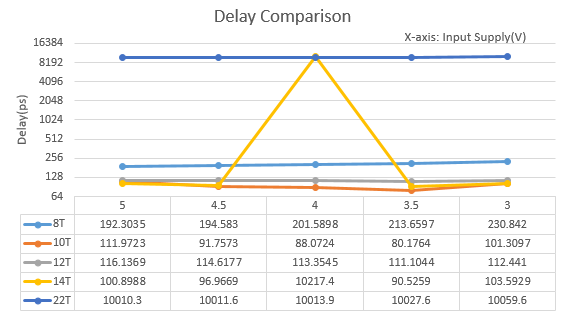 Delay Comparison
X-axis: Input Supply(V)
Delay(ps)
16384
8192
4096
2048
1024
512
256
128
64
5 4.5 4 3.5 3
8T 192.3035 194.583 201.5898 213.6597 230.842
10T 111.9723 91.7573 88.0724 80.1764 101.3097
12T 116.1369 114.6177 113.3545 111.1044 112.441
14T 100.8988 96.9669 10217.4 90.5259 103.5929
22T 10010.3 10011.6 10013.9 10027.6 10059.6